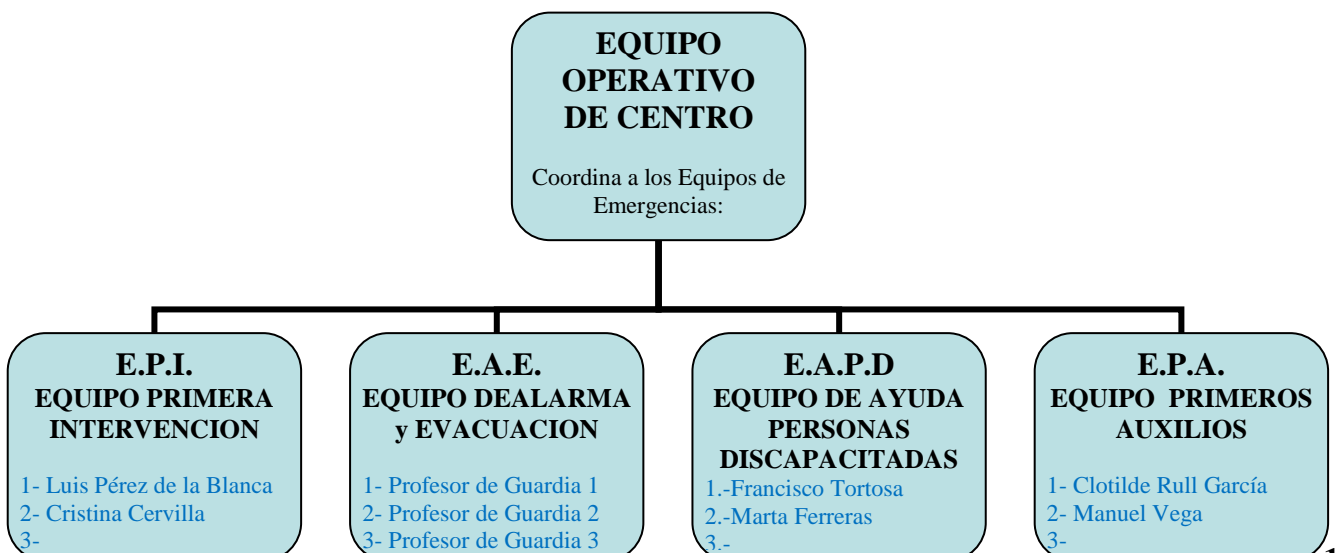 EQUIPO
OPERATIVO
DE CENTRO
Coordina a los Equipos de
Emergencias:
E.P.I.
EQUIPO PRIMERA
INTERVENCION
1- Luis Pérez de la Blanca
2- Cristina Cervilla
3-
E.A.E.
EQUIPO DEALARMA
y EVACUACION
1- Profesor de Guardia 1
2- Profesor de Guardia 2
3- Profesor de Guardia 3
E.A.P.D
EQUIPO DE AYUDA
PERSONAS
DISCAPACITADAS
1.-Francisco Tortosa
2.-Marta Ferreras
3.-
E.P.A.
EQUIPO PRIMEROS
AUXILIOS
1- Clotilde Rull García
2- Manuel Vega
3-